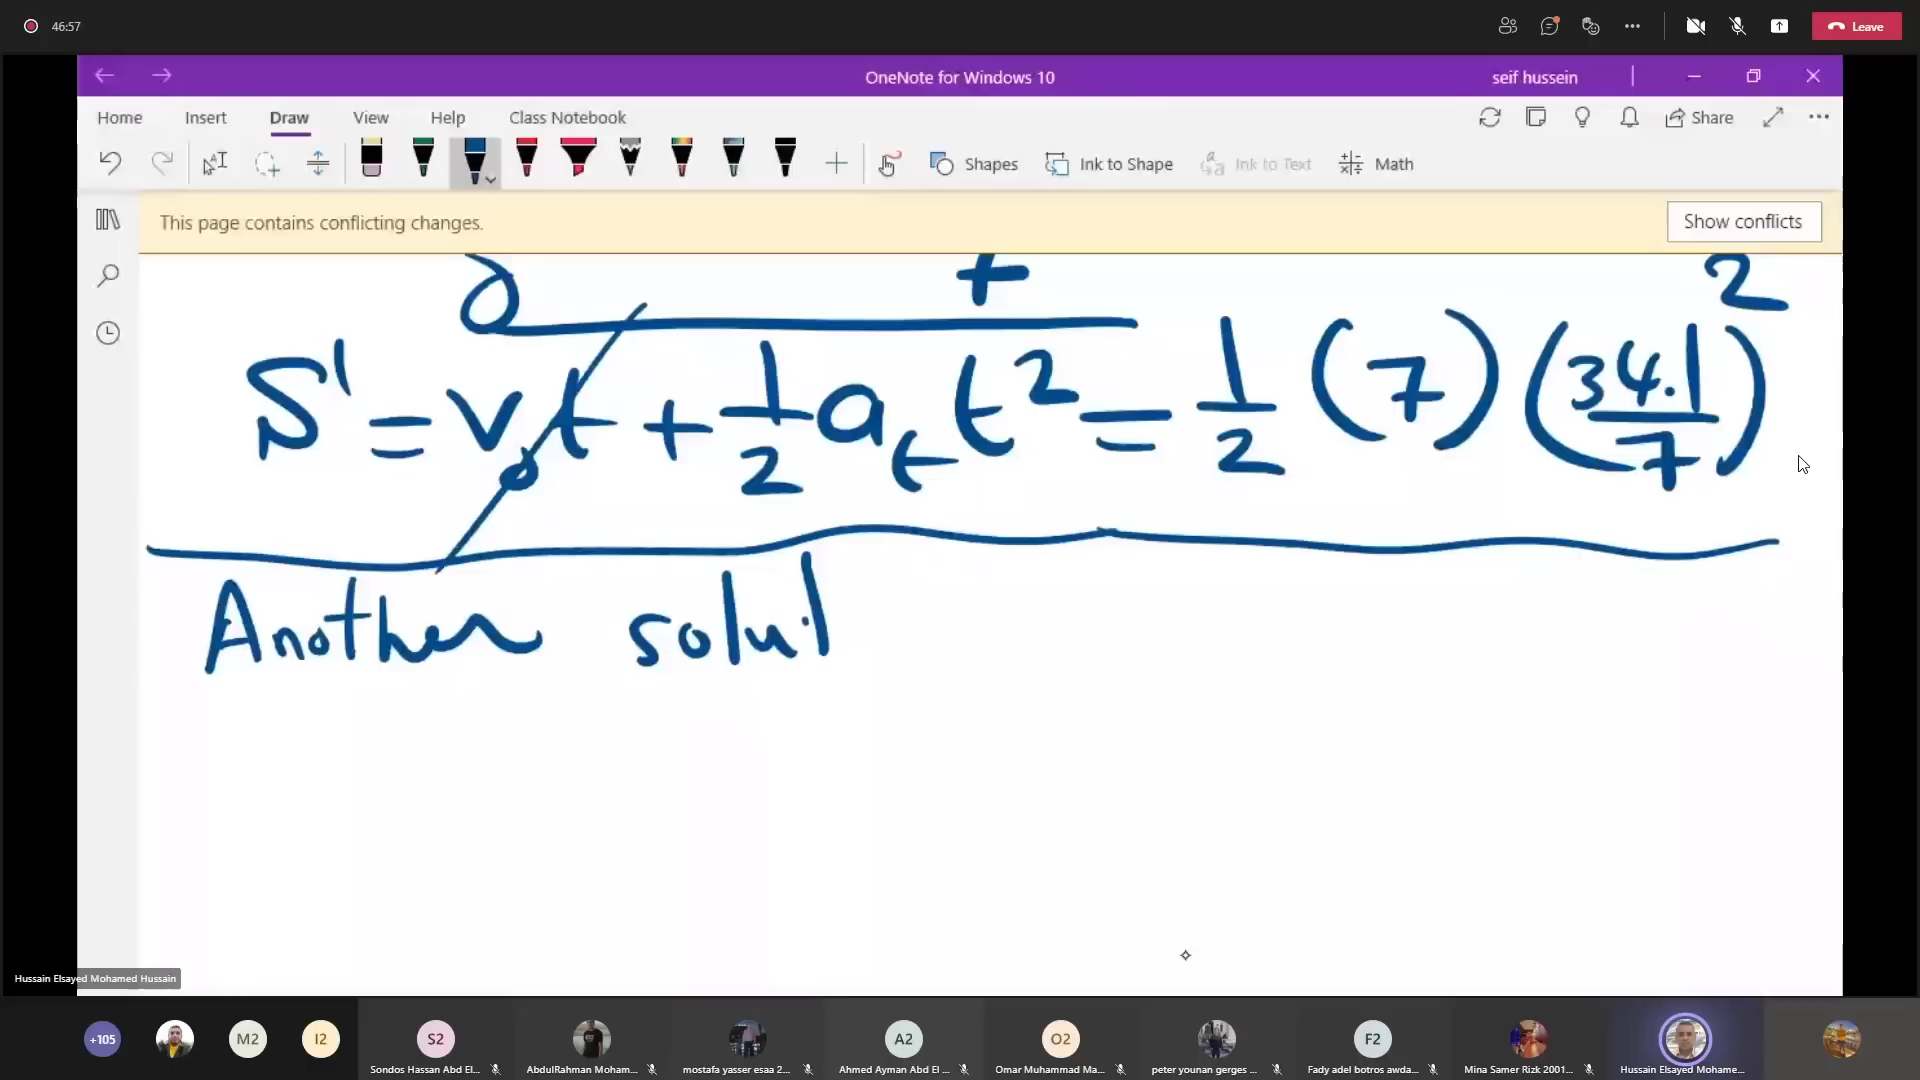 46:57
Leave
OneNote for Windows 10
seif hussein
Home Insert Draw View Help Class Notebook
Share
Shapes
Ink to Shape
Ink to Text
Math
This page contains conflicting changes.
Show conflicts
S' = v₀t + 1/2 aₜ t² = 1/2 (7) (34.1/7)²
Another solut
Hussain Elsayed Mohamed Hussain
+105
M2
I2
S2
A2
O2
F2
Sondos Hassan Abd El...
AbdulRahman Moham...
mostafa yasser esaa 2...
Ahmed Ayman Abd El ...
Omar Muhammad Ma...
peter younan gerges ...
Fady adel botros awda...
Mina Samer Rizk 2001...
Hussain Elsayed Mohame...